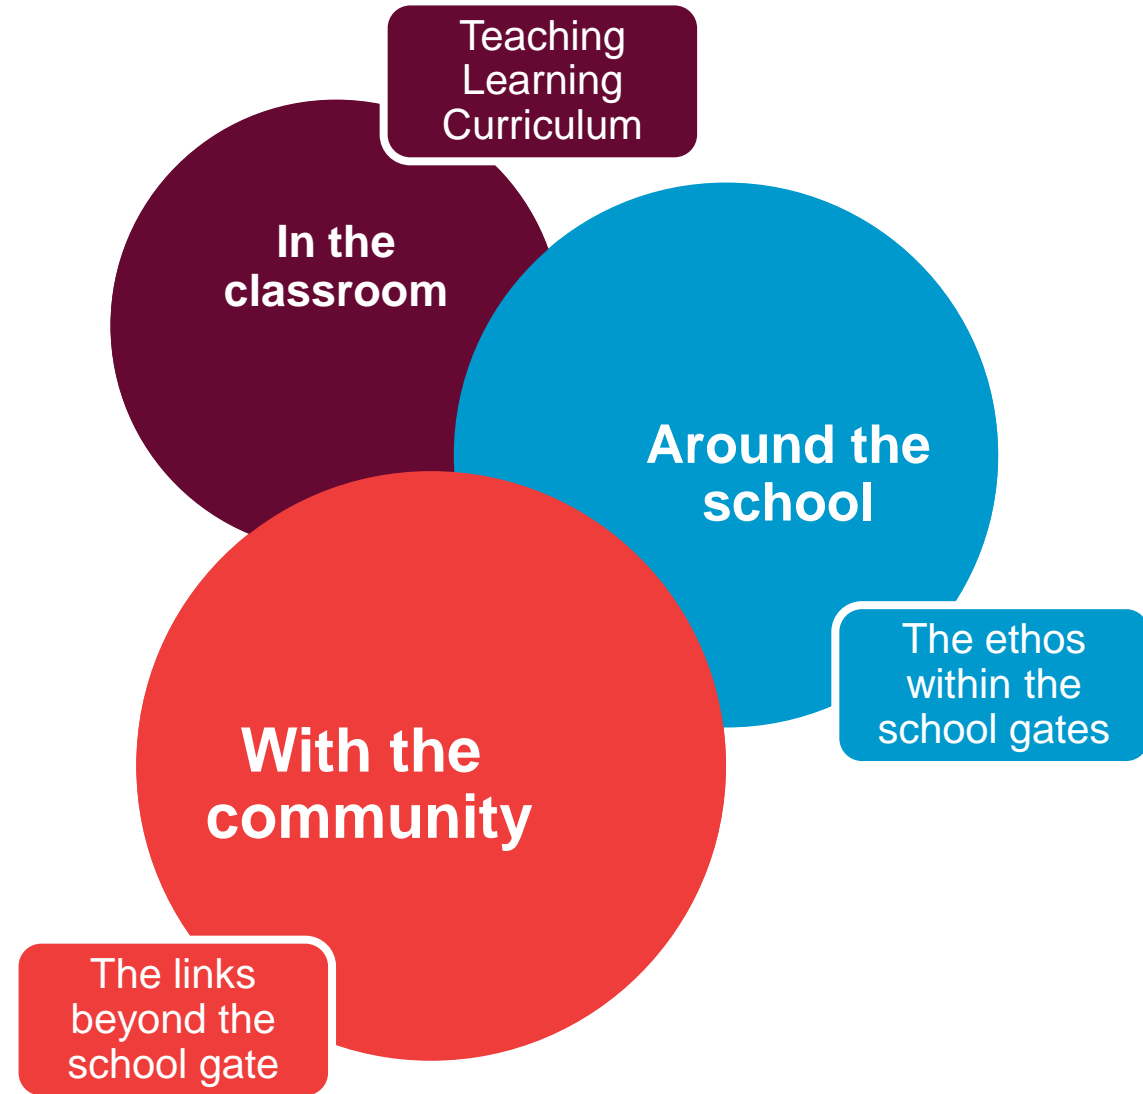 Teaching
Learning
Curriculum
In the
classroom
Around the
school
The ethos
within the
school gates
With the
community
The links
beyond the
school gate